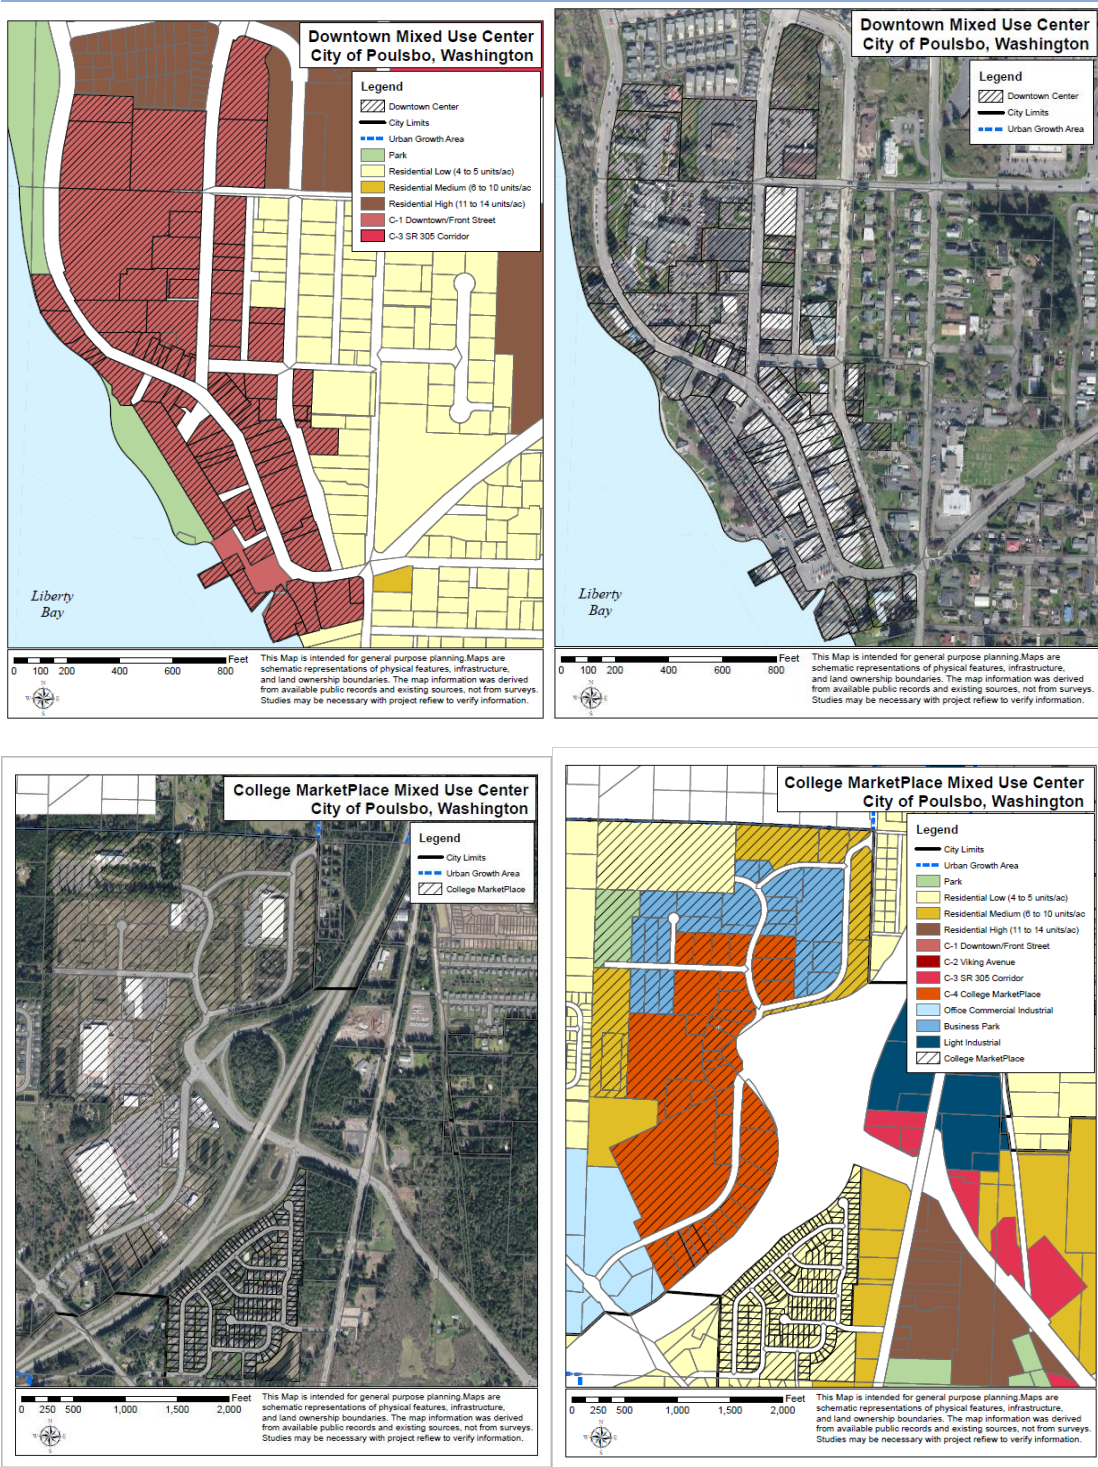 Downtown Mixed Use Center
City of Poulsbo, Washington
Legend
Downtown Center
City Limits
Urban Growth Area
Park
Residential Low (4 to 5 units/ac)
Residential Medium (6 to 10 units/ac
Residential High (11 to 14 units/ac)
C-1 Downtown/Front Street
C-3 SR 305 Corridor
Liberty
Bay
Feet
0 100 200 400 600 800
N
W E
S
This Map is intended for general purpose planning.Maps are
schematic representations of physical features, infrastructure,
and land ownership boundaries. The map information was derived
from available public records and existing sources, not from surveys.
Studies may be necessary with project refiew to verify information.
Downtown Mixed Use Center
City of Poulsbo, Washington
Legend
Downtown Center
City Limits
Urban Growth Area
Liberty
Bay
Feet
0 100 200 400 600 800
N
W E
S
This Map is intended for general purpose planning.Maps are
schematic representations of physical features, infrastructure,
and land ownership boundaries. The map information was derived
from available public records and existing sources, not from surveys.
Studies may be necessary with project refiew to verify information.
College MarketPlace Mixed Use Center
City of Poulsbo, Washington
Legend
City Limits
Urban Growth Area
College MarketPlace
Feet
0 250 500 1,000 1,500 2,000
N
W E
S
This Map is intended for general purpose planning.Maps are
schematic representations of physical features, infrastructure,
and land ownership boundaries. The map information was derived
from available public records and existing sources, not from surveys.
Studies may be necessary with project refiew to verify information.
College MarketPlace Mixed Use Center
City of Poulsbo, Washington
Legend
City Limits
Urban Growth Area
Park
Residential Low (4 to 5 units/ac)
Residential Medium (6 to 10 units/ac
Residential High (11 to 14 units/ac)
C-1 Downtown/Front Street
C-2 Viking Avenue
C-3 SR 305 Corridor
C-4 College MarketPlace
Office Commercial Industrial
Business Park
Light Industrial
College MarketPlace
Feet
0 250 500 1,000 1,500 2,000
N
W E
S
This Map is intended for general purpose planning.Maps are
schematic representations of physical features, infrastructure,
and land ownership boundaries. The map information was derived
from available public records and existing sources, not from surveys.
Studies may be necessary with project refiew to verify information.